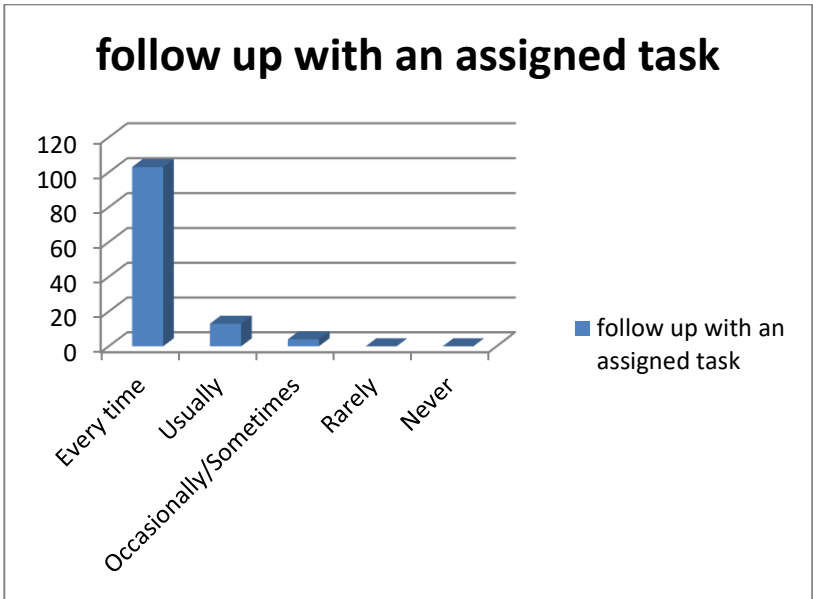 follow up with an assigned task
120
100
80
60
40
20
0
Every time
Usually
Occasionally/Sometimes
Rarely
Never
follow up with an
assigned task